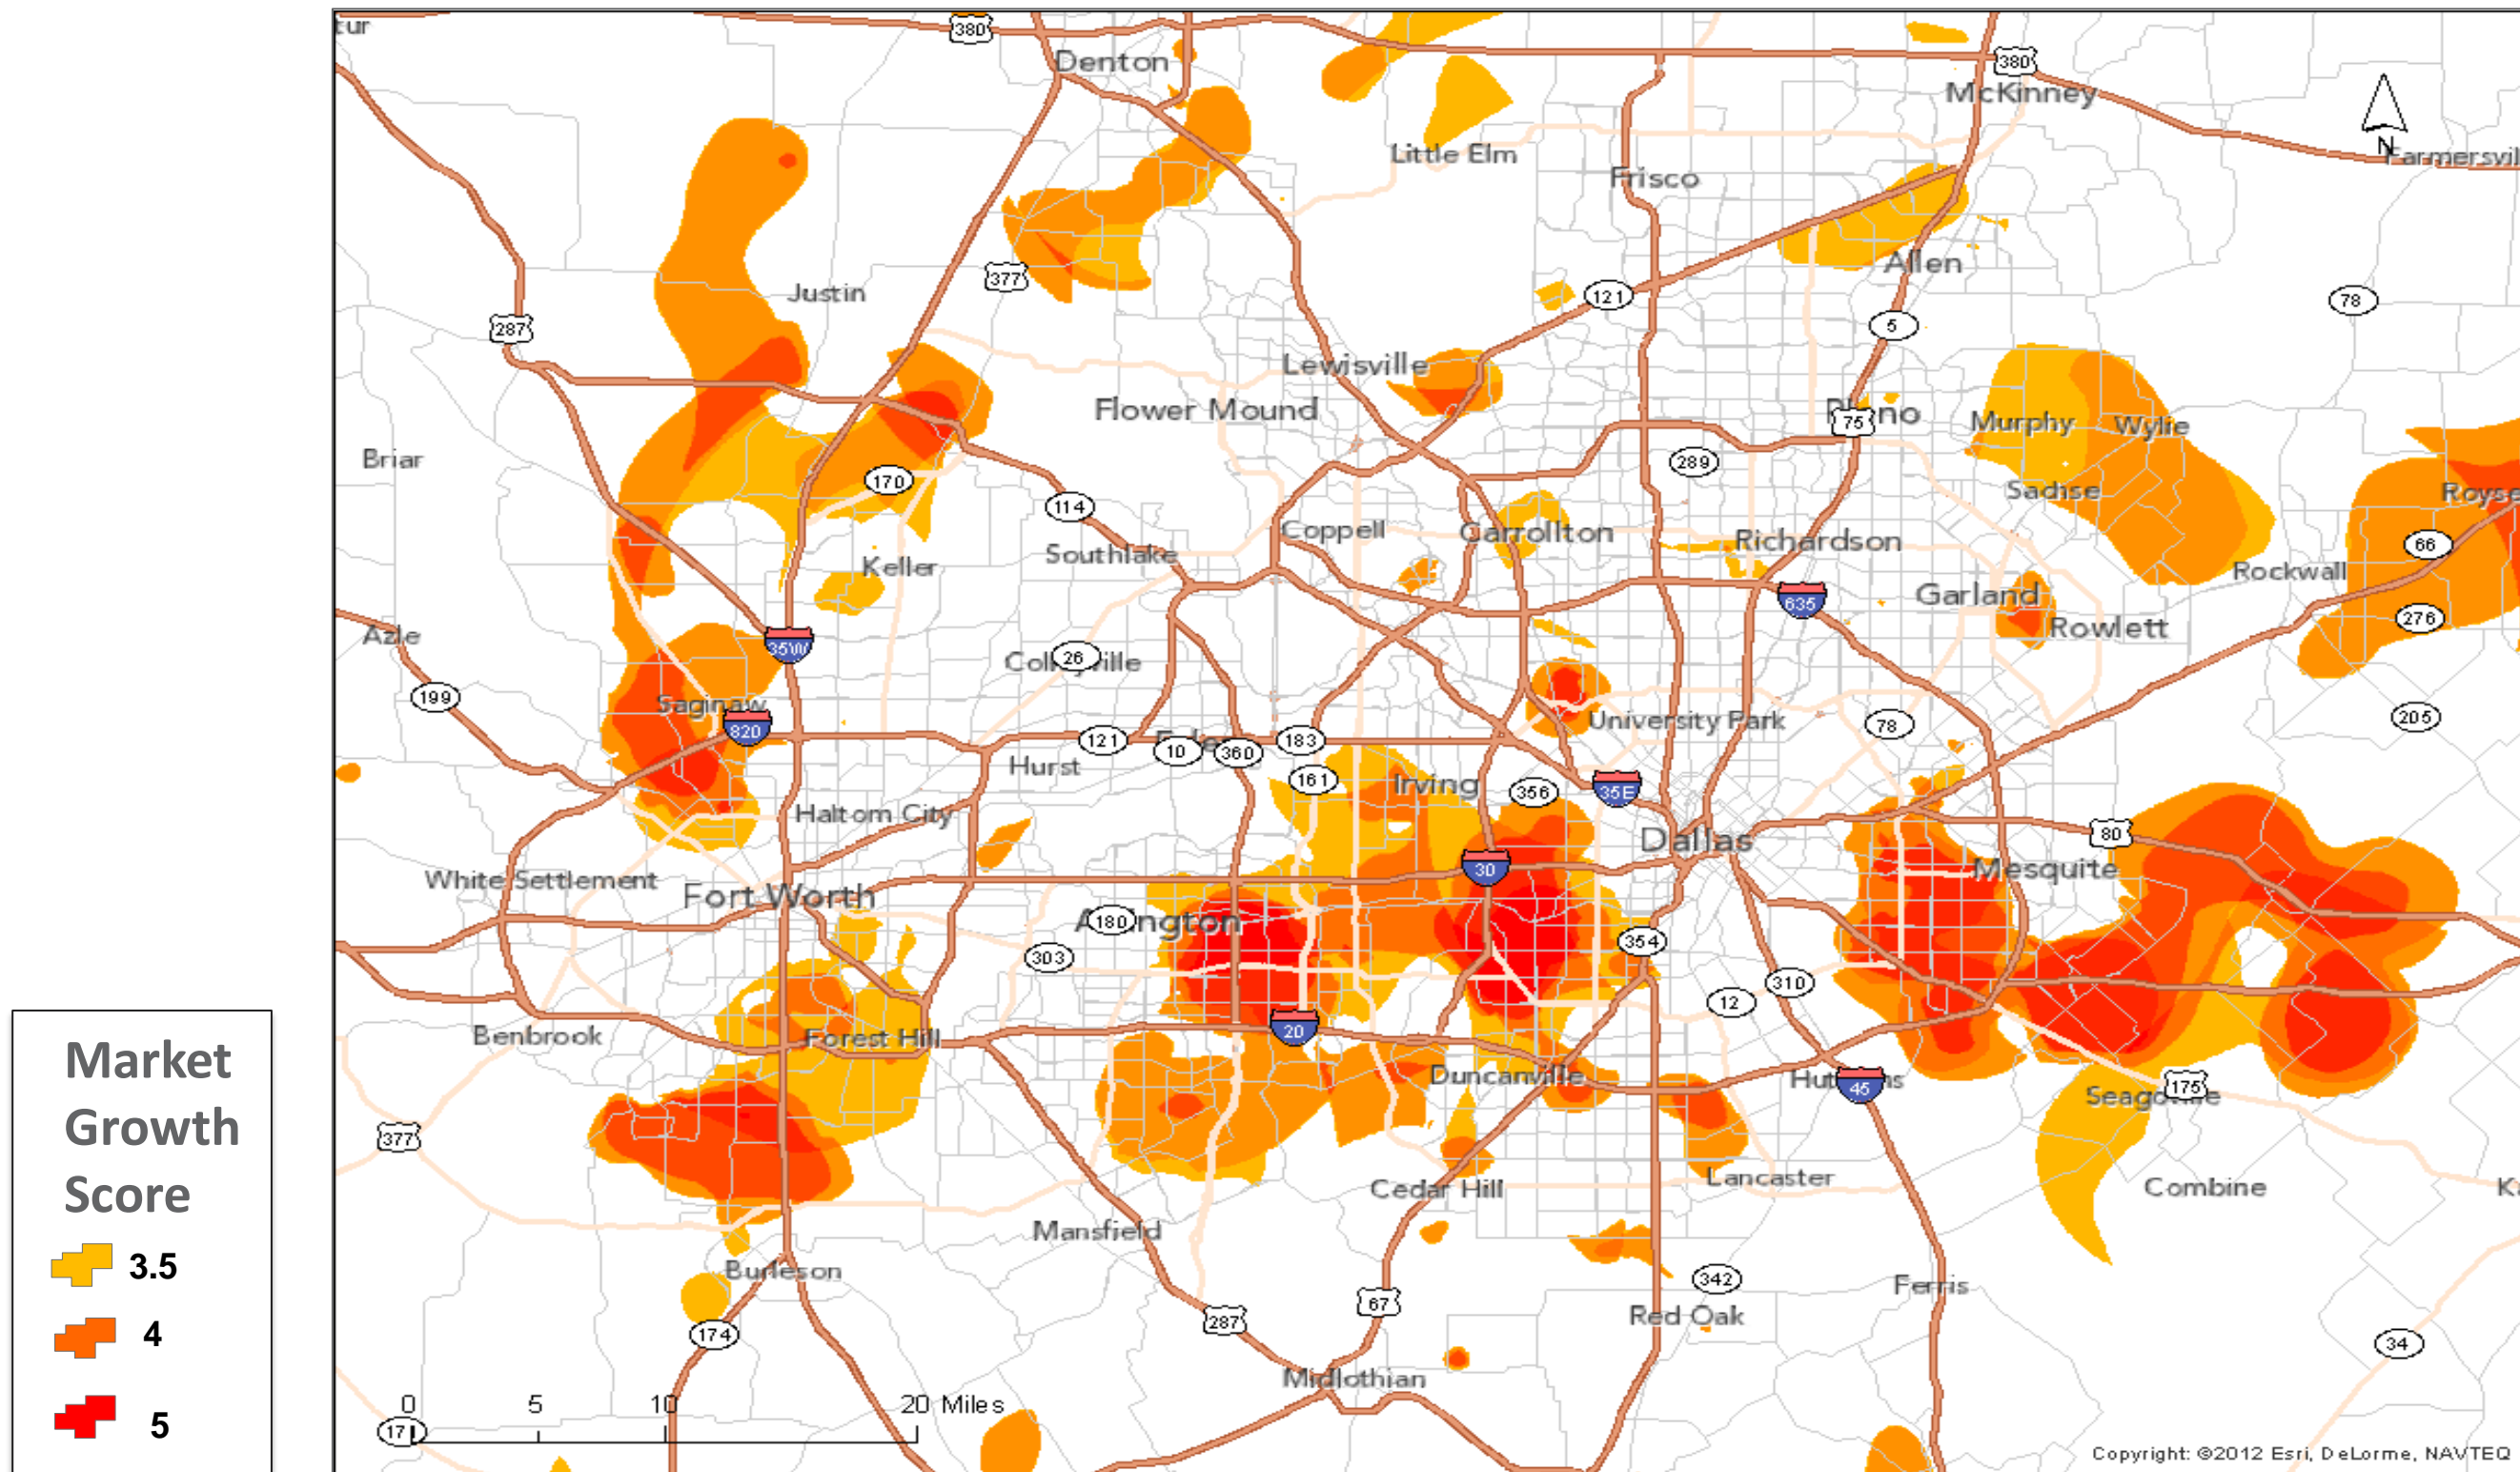 tur
380
Denton
380
McKinney
N
Farmersvil
Little Elm
Frisco
Allen
377
Justin
121
78
287
5
Lewisville
Flower Mound
75
Murphy
Wylie
Briar
289
170
Sachse
Royse
114
Coppell
Carrollton
Richardson
66
Southlake
Keller
Rockwall
635
Garland
276
Azle
35W
26
Rowlett
199
Saginaw
820
University Park
78
205
121
10
360
183
Hurst
161
Irving
356
35E
Haltom City
Dallas
80
30
Mesquite
White Settlement
Fort Worth
180
303
354
310
12
Benbrook
Forest Hill
20
Market
Growth
Score
Duncanville
45
175
377
Lancaster
Cedar Hill
Combine
K
Mansfield
3.5
Burleson
342
Ferris
67
287
Red Oak
174
4
34
Midlothian
0 5 10 20 Miles
5
Copyright: ©2012 Esri, DeLorme, NAVTEQ